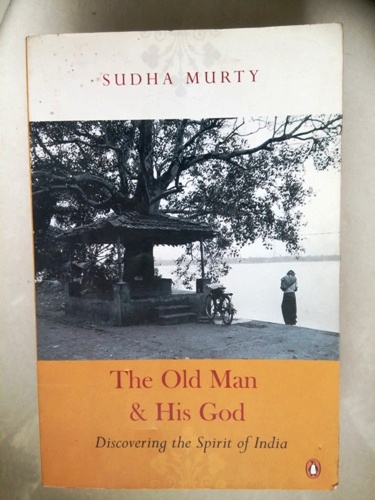 SUDHA MURTY
The Old Man
& His God
Discovering the Spirit of India